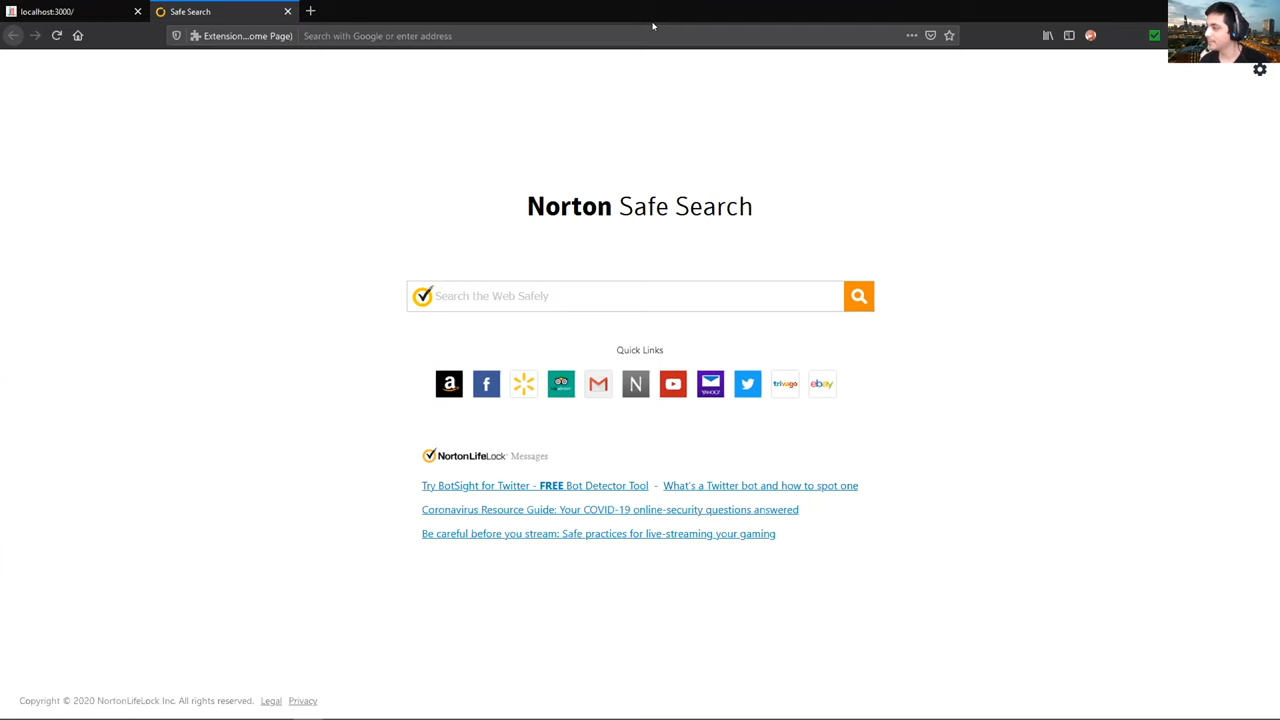 localhost:3000/
Safe Search
Extension...ome Page)
Search with Google or enter address
Norton Safe Search
Search the Web Safely
Quick Links
a
f
N
YAHOO!
trivago
ebay
NortonLifeLock Messages
Try BotSight for Twitter - FREE Bot Detector Tool - What's a Twitter bot and how to spot one
Coronavirus Resource Guide: Your COVID-19 online-security questions answered
Be careful before you stream: Safe practices for live-streaming your gaming
Copyright © 2020 NortonLifeLock Inc. All rights reserved. Legal Privacy